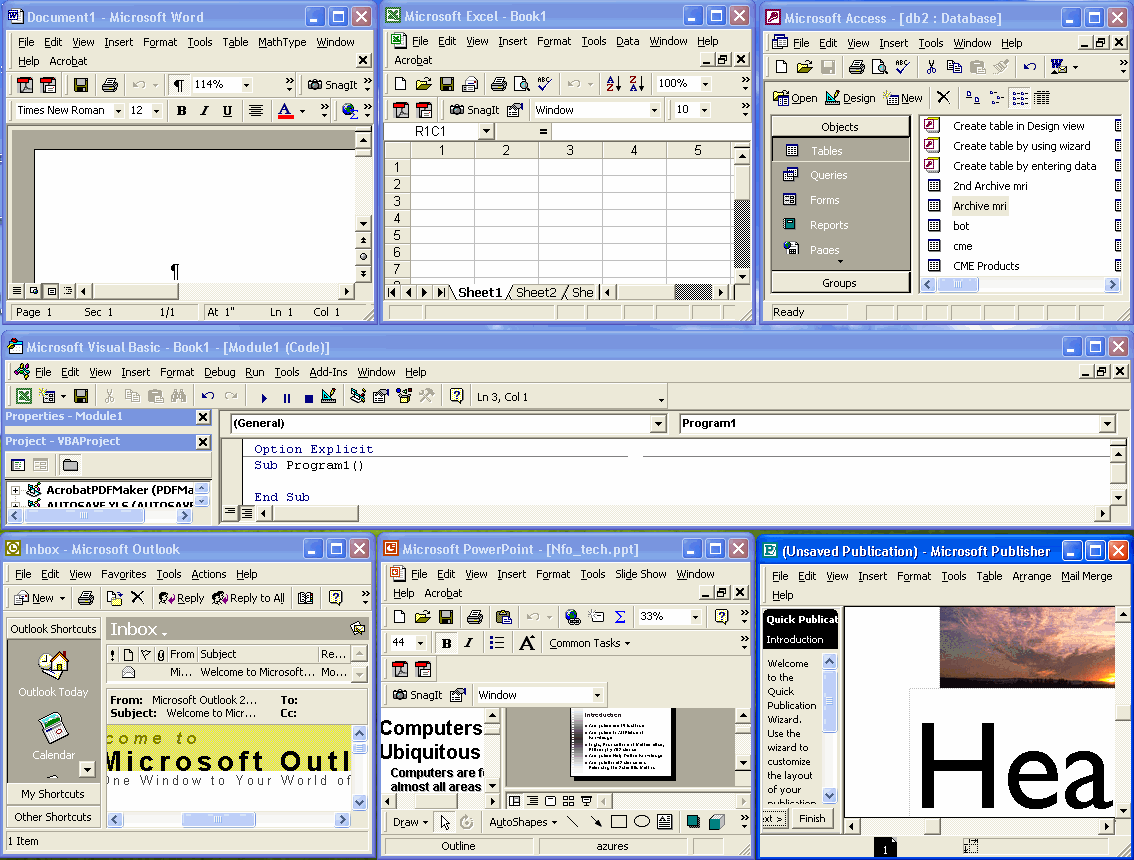 Document1 - Microsoft Word
File Edit View Insert Format Tools Table MathType Window
Help Acrobat
114% SnagIt
Times New Roman 12 B I U A
¶
Page 1 Sec 1 1/1 At 1" Ln 1 Col 1
Microsoft Excel - Book1
File Edit View Insert Format Tools Data Window Help
Acrobat
100%
SnagIt Window 10
R1C1 =
1 2 3 4 5
1
2
3
4
5
6
7
Sheet1 Sheet2 She
Microsoft Access - [db2 : Database]
File Edit View Insert Tools Window Help
Open Design New
Objects
Tables
Queries
Forms
Reports
Pages
Groups
Create table in Design view
Create table by using wizard
Create table by entering data
2nd Archive mri
Archive mri
bot
cme
CME Products
Ready
Microsoft Visual Basic - Book1 - [Module1 (Code)]
File Edit View Insert Format Debug Run Tools Add-Ins Window Help
Ln 3, Col 1
Properties - Module1
Project - VBAProject
AcrobatPDFMaker (PDFMa
AUTOSAVE.XLS (AUTOSAVE
(General) Program1
Option Explicit
Sub Program1()
End Sub
Inbox - Microsoft Outlook
File Edit View Favorites Tools Actions Help
New Reply Reply to All
Outlook Shortcuts
Outlook Today
Calendar
My Shortcuts
Other Shortcuts
Inbox
! From Subject Re...
Mi... Welcome to Microsoft... Mo...
From: Microsoft Outlook 2... To:
Subject: Welcome to Micr... Cc:
come to
Microsoft Outl
One Window to Your World of
1 Item
Microsoft PowerPoint - [Nfo_tech.ppt]
File Edit View Insert Format Tools Slide Show Window
Help Acrobat
33%
44 B I A Common Tasks
SnagIt Window
Computers
Ubiquitous
Computers are fu
almost all areas
Introduction
Draw AutoShapes
Outline azures
(Unsaved Publication) - Microsoft Publisher
File Edit View Insert Format Tools Table Arrange Mail Merge
Help
Quick Publicat
Introduction
Welcome
to the
Quick
Publication
Wizard.
Use the
wizard to
customize
the layout
of your
publication
ext > Finish
Hea
1